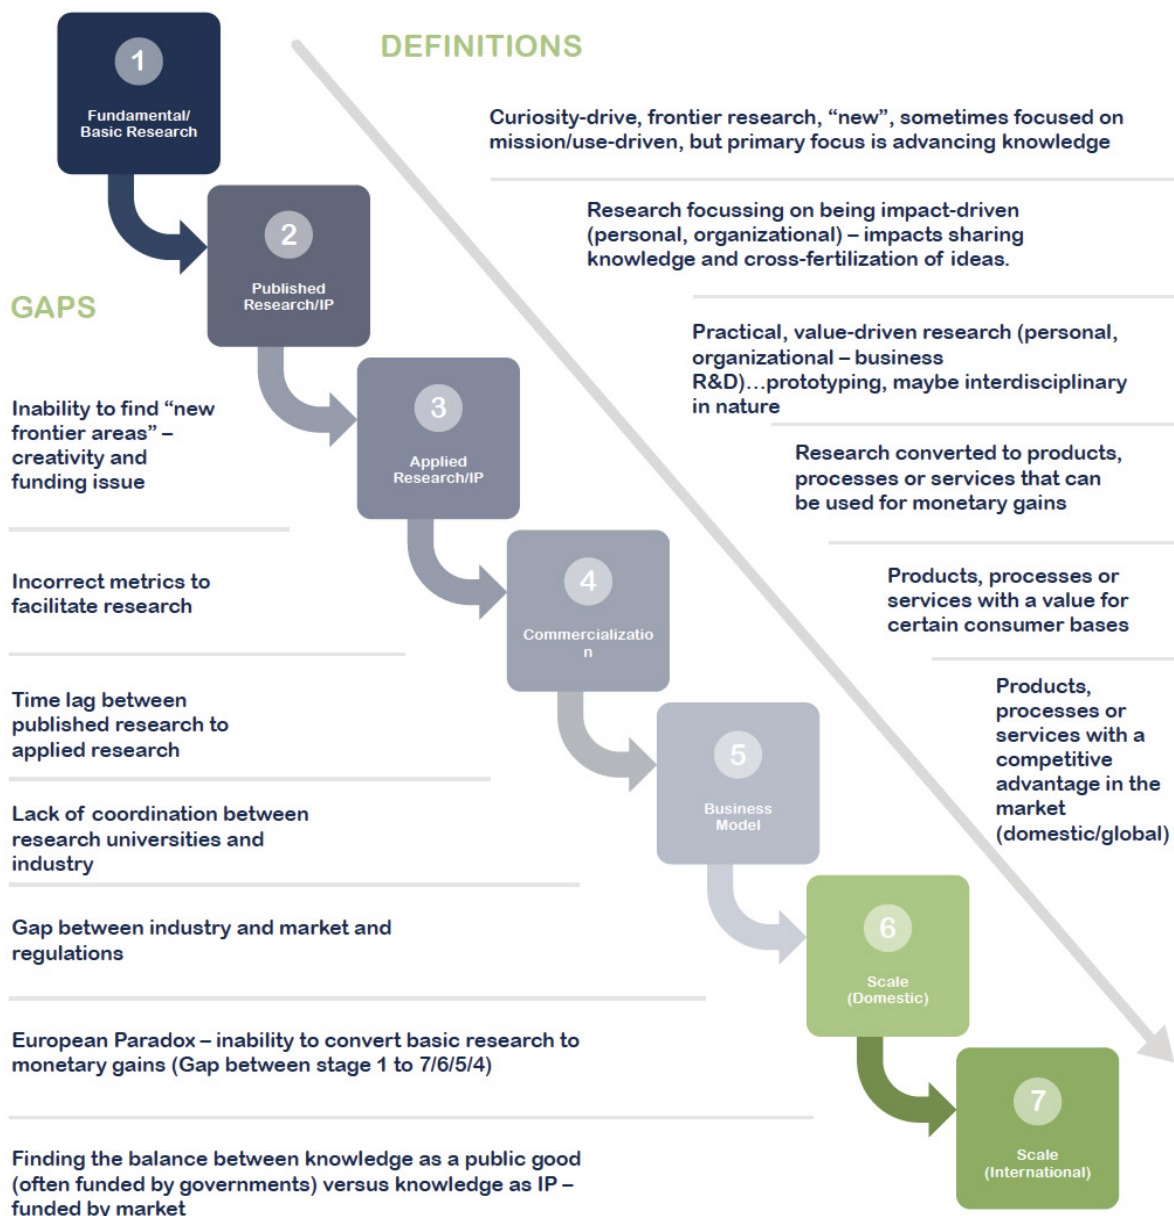 DEFINITIONS
1
Fundamental/
Basic Research
Curiosity-drive, frontier research, “new”, sometimes focused on
mission/use-driven, but primary focus is advancing knowledge
2
Published
Research/IP
Research focussing on being impact-driven
(personal, organizational) – impacts sharing
knowledge and cross-fertilization of ideas.
3
Applied
Research/IP
Practical, value-driven research (personal,
organizational – business
R&D)...prototyping, maybe interdisciplinary
in nature
4
Commercializatio
n
Research converted to products,
processes or services that can
be used for monetary gains
5
Business
Model
Products, processes or
services with a value for
certain consumer bases
6
Scale
(Domestic)
Products,
processes or
services with a
competitive
advantage in the
market
(domestic/global)
7
Scale
(International)
GAPS
Inability to find “new
frontier areas” –
creativity and
funding issue
Incorrect metrics to
facilitate research
Time lag between
published research to
applied research
Lack of coordination between
research universities and
industry
Gap between industry and market and
regulations
European Paradox – inability to convert basic research to
monetary gains (Gap between stage 1 to 7/6/5/4)
Finding the balance between knowledge as a public good
(often funded by governments) versus knowledge as IP –
funded by market